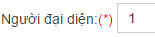 Người đại diện:(*) 1